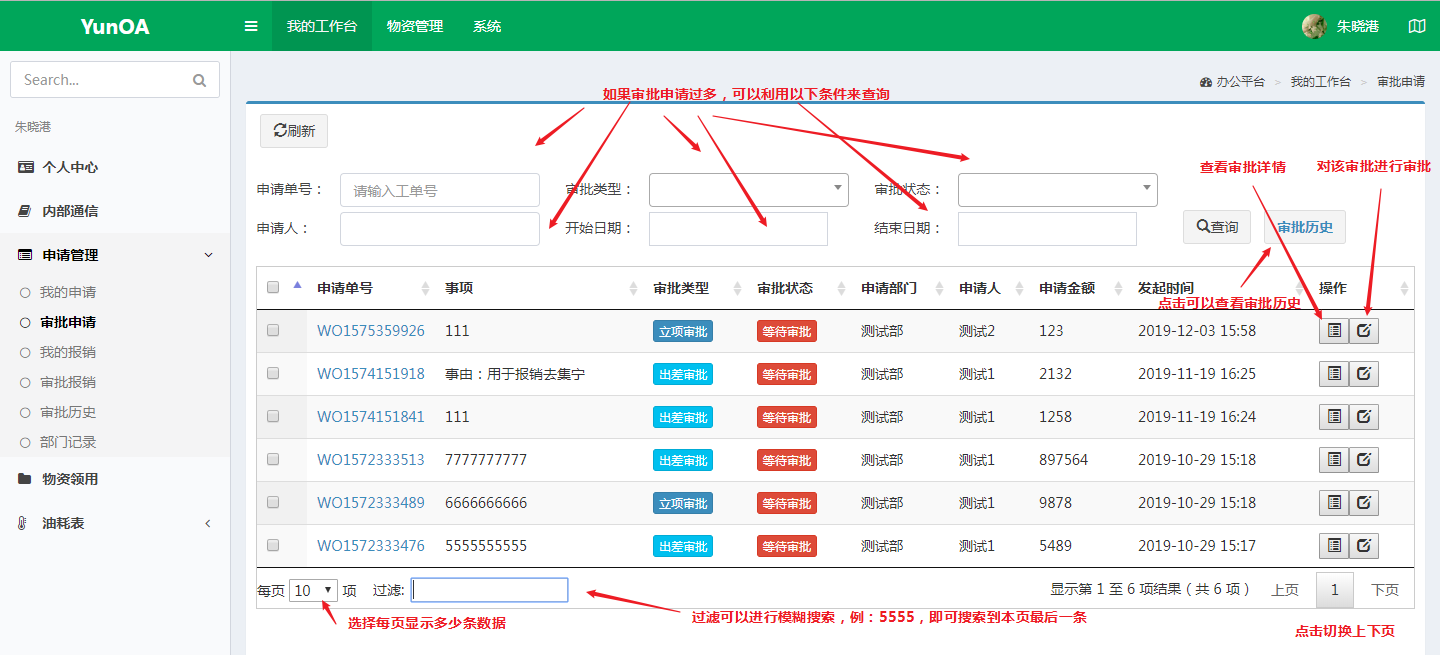 YunOA 我的工作台 物资管理 系统 朱晓港
Search...
办公平台 > 我的工作台 > 审批申请
如果审批申请过多，可以利用以下条件来查询
朱晓港
刷新
个人中心
查看审批详情 对该审批进行审批
申请单号： 请输入工单号 审批类型： 审批状态：
内部通信
申请人： 开始日期： 结束日期： 查询 审批历史
申请管理
申请单号 事项 审批类型 审批状态 申请部门 申请人 申请金额 发起时间 操作
点击可以查看审批历史
我的申请
审批申请
我的报销
审批报销
审批历史
部门记录
物资领用
油耗表
WO1575359926 111 立项审批 等待审批 测试部 测试2 123 2019-12-03 15:58
WO1574151918 事由：用于报销去集宁 出差审批 等待审批 测试部 测试1 2132 2019-11-19 16:25
WO1574151841 111 出差审批 等待审批 测试部 测试1 1258 2019-11-19 16:24
WO1572333513 7777777777 出差审批 等待审批 测试部 测试1 897564 2019-10-29 15:18
WO1572333489 6666666666 立项审批 等待审批 测试部 测试1 9878 2019-10-29 15:18
WO1572333476 5555555555 出差审批 等待审批 测试部 测试1 5489 2019-10-29 15:17
每页 10 项 过滤: 显示第 1 至 6 项结果（共 6 项） 上页 1 下页
选择每页显示多少条数据
过滤可以进行模糊搜索，例：5555，即可搜索到本页最后一条
点击切换上下页